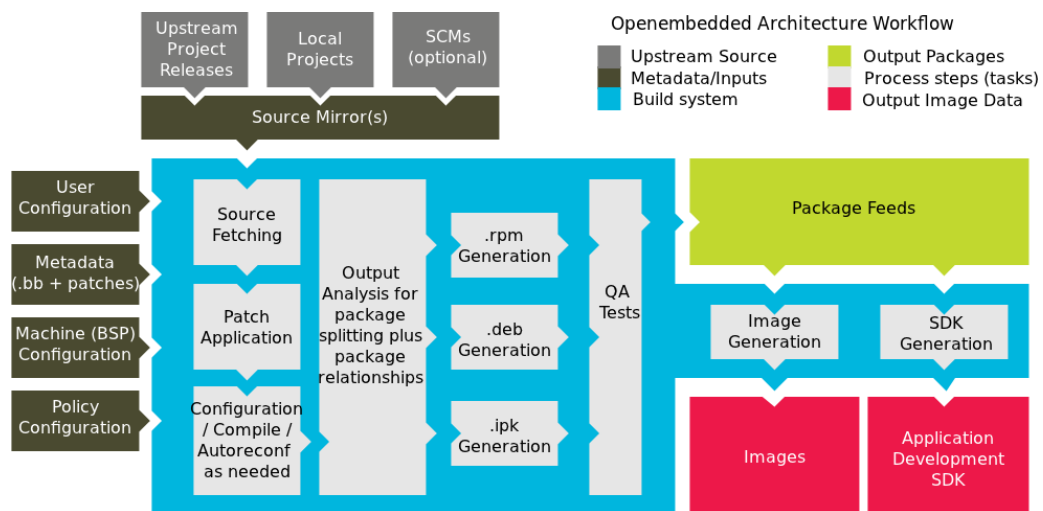 Openembedded Architecture Workflow
Upstream Source
Metadata/Inputs
Build system
Output Packages
Process steps (tasks)
Output Image Data
Upstream
Project
Releases
Local
Projects
SCMs
(optional)
Source Mirror(s)
User
Configuration
Metadata
(.bb + patches)
Machine (BSP)
Configuration
Policy
Configuration
Source
Fetching
Patch
Application
Configuration
/ Compile /
Autoreconf
as needed
Output
Analysis for
package
splitting plus
package
relationships
.rpm
Generation
.deb
Generation
.ipk
Generation
QA
Tests
Package Feeds
Image
Generation
SDK
Generation
Images
Application
Development
SDK